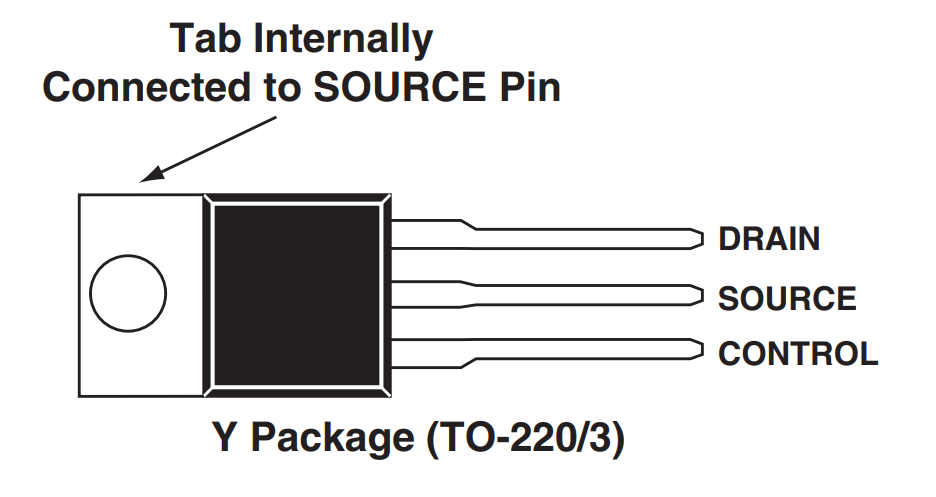 Tab Internally
Connected to SOURCE Pin
DRAIN
SOURCE
CONTROL
Y Package (TO-220/3)